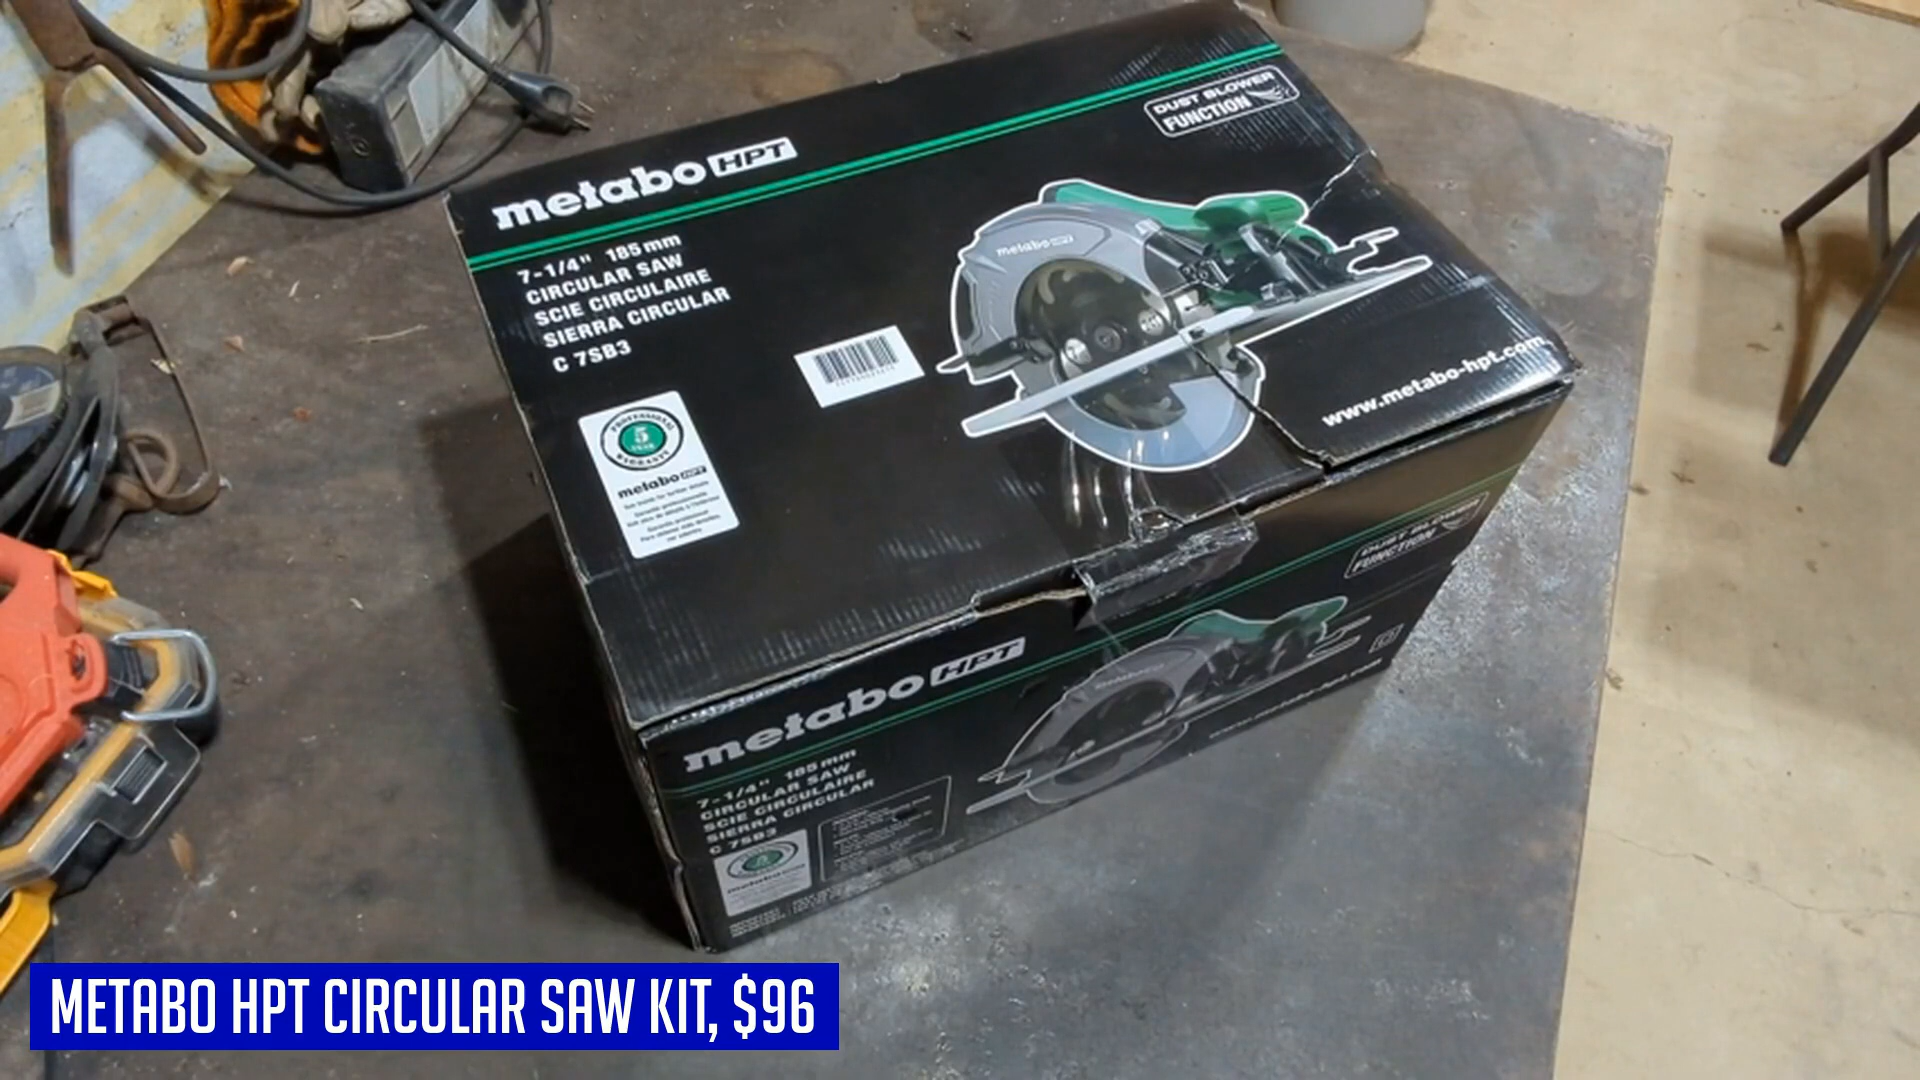 metabo HPT
DUST BLOWER
FUNCTION
7-1/4" 185 mm
CIRCULAR SAW
SCIE CIRCULAIRE
SIERRA CIRCULAR
C 7SB3
metabo HPT
PROFESSIONAL
5
YEAR
WARRANTY
metabo HPT
www.metabo-hpt.com
DUST BLOWER
FUNCTION
metabo HPT
7-1/4" 185 mm
CIRCULAR SAW
SCIE CIRCULAIRE
SIERRA CIRCULAR
C 7SB3
METABO HPT CIRCULAR SAW KIT, $96